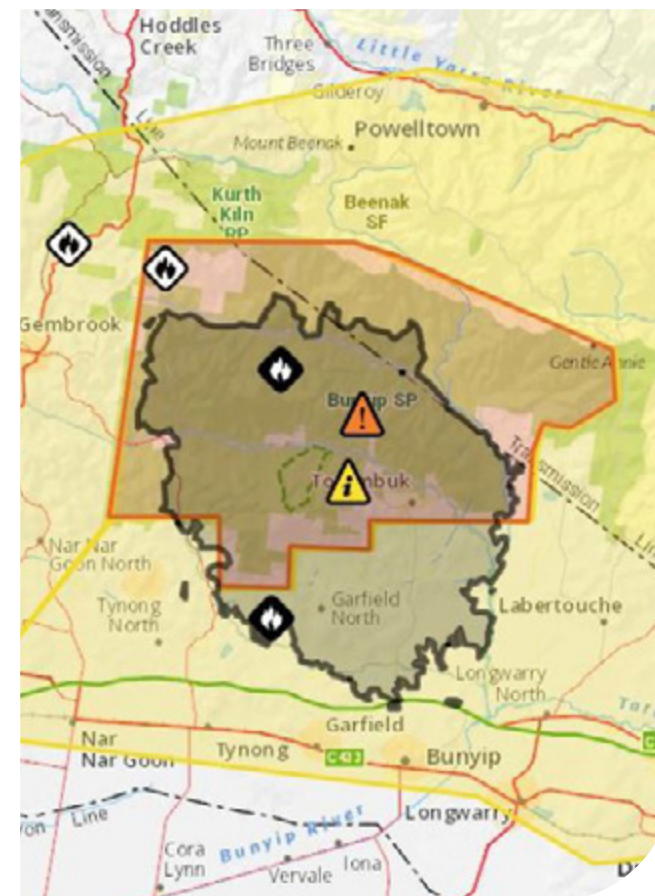 Hoddles
Creek
Three
Bridges
Little Yarra River
Gilderoy
Line
Mount Beenak
Powelltown
Kurth
Kiln
RP
Beenak
SF
Gembrook
Gentle Annie
SP
!
i
Transmission
Nar Nar
Goon North
Tynong
North
Garfield
North
Labertouche
Longwarry
North
Garfield
Nar
Nar Goon
Tynong
Bunyip
Line
Longwarry
Bunyip River
Cora
Lynn
Iona
Vervale